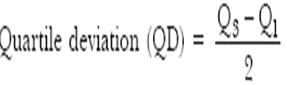 Quartile deviation (QD) = (Q₃ − Q₁) / 2